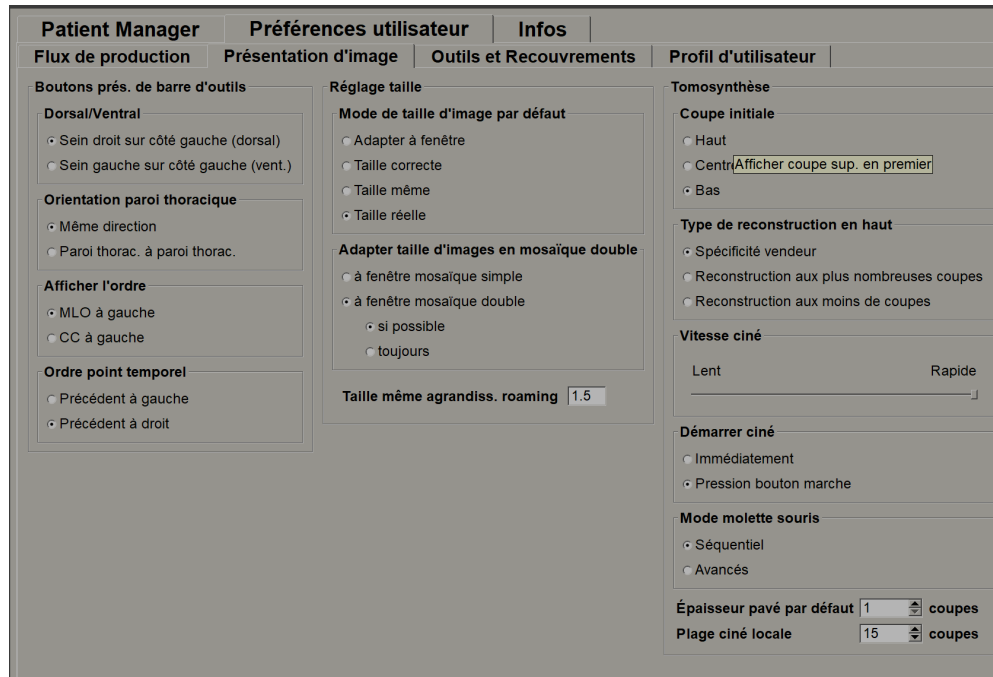 Patient Manager
Préférences utilisateur
Infos
Flux de production
Présentation d'image
Outils et Recouvrements
Profil d'utilisateur
Boutons prés. de barre d'outils
Dorsal/Ventral
Sein droit sur côté gauche (dorsal)
Sein gauche sur côté gauche (vent.)
Orientation paroi thoracique
Même direction
Paroi thorac. à paroi thorac.
Afficher l'ordre
MLO à gauche
CC à gauche
Ordre point temporel
Précédent à gauche
Précédent à droit
Réglage taille
Mode de taille d'image par défaut
Adapter à fenêtre
Taille correcte
Taille même
Taille réelle
Adapter taille d'images en mosaïque double
à fenêtre mosaïque simple
à fenêtre mosaïque double
si possible
toujours
Taille même agrandiss. roaming 1.5
Tomosynthèse
Coupe initiale
Haut
Centre
Afficher coupe sup. en premier
Bas
Type de reconstruction en haut
Spécificité vendeur
Reconstruction aux plus nombreuses coupes
Reconstruction aux moins de coupes
Vitesse ciné
Lent Rapide
Démarrer ciné
Immédiatement
Pression bouton marche
Mode molette souris
Séquentiel
Avancés
Épaisseur pavé par défaut 1 coupes
Plage ciné locale 15 coupes